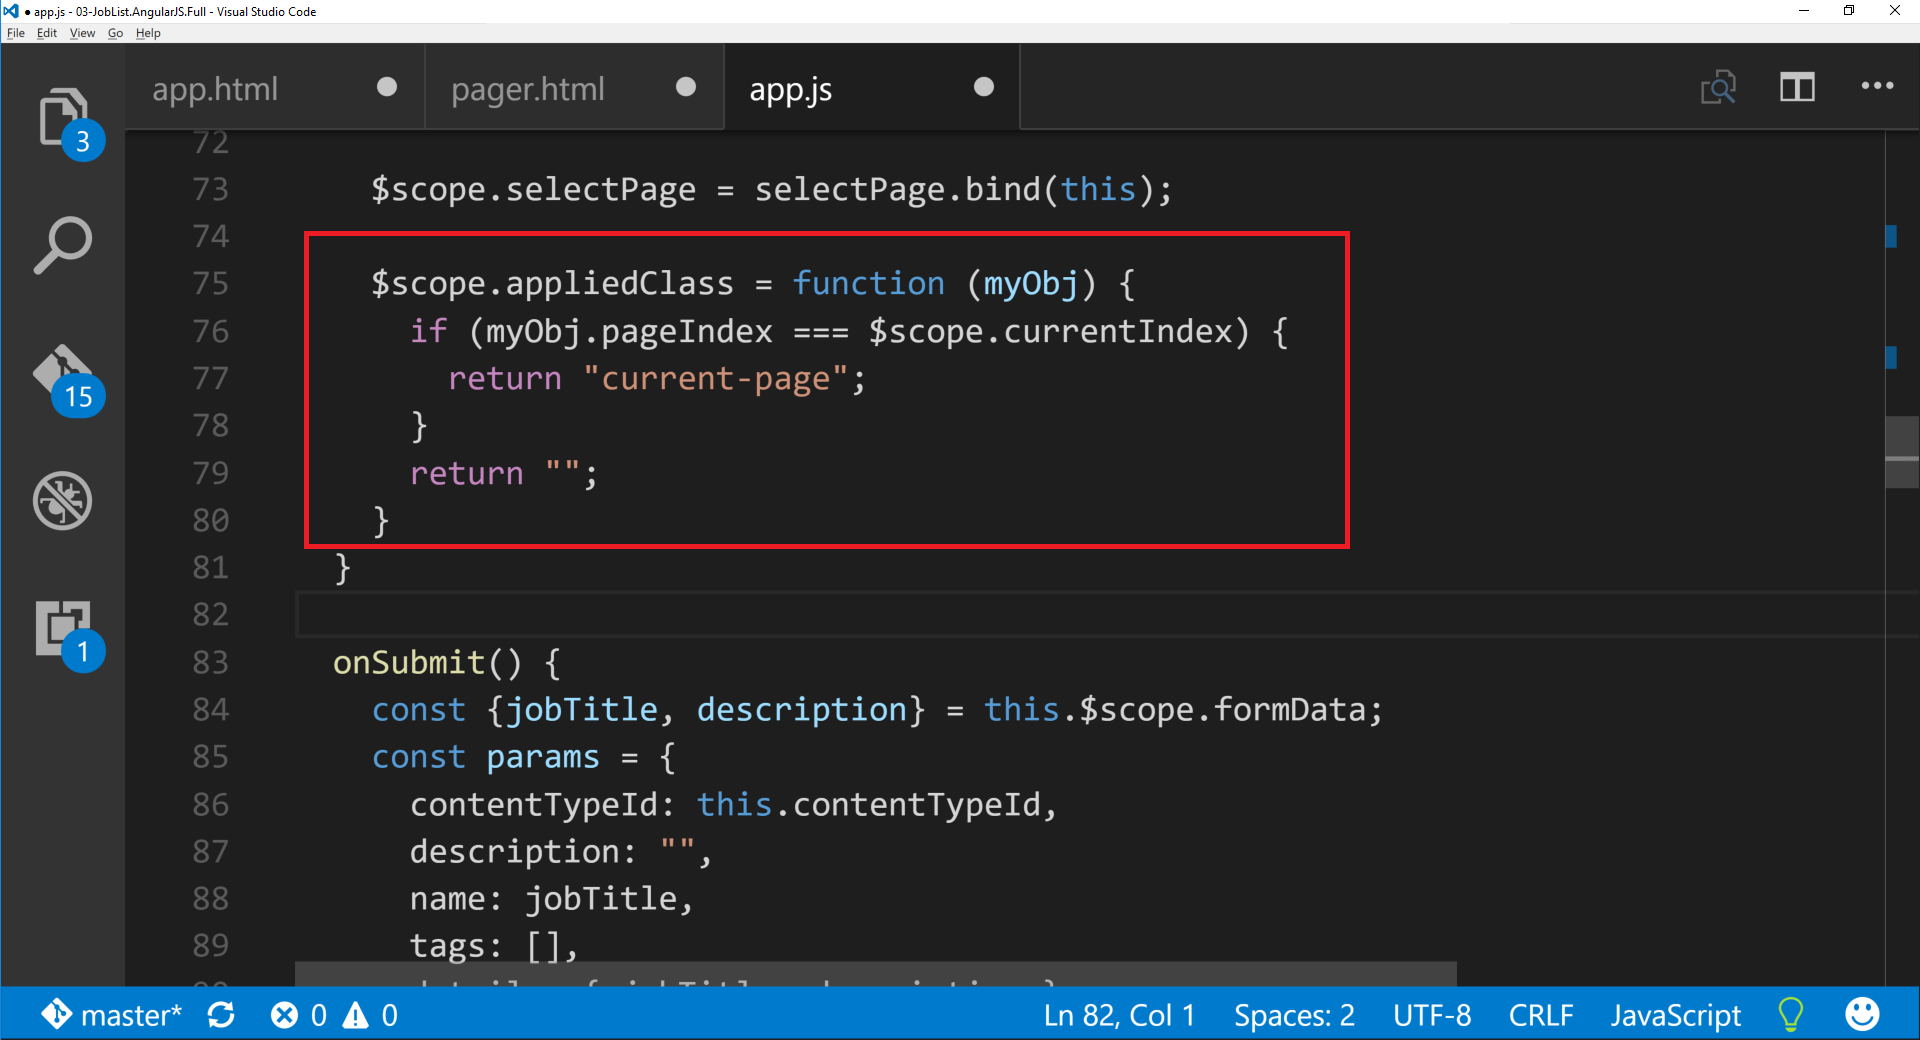 ● app.js - 03-JobList.AngularJS.Full - Visual Studio Code
File Edit View Go Help
app.html ● pager.html ● app.js ●
3
15
1
72
73 $scope.selectPage = selectPage.bind(this);
74
75 $scope.appliedClass = function (myObj) {
76 if (myObj.pageIndex === $scope.currentIndex) {
77 return "current-page";
78 }
79 return "";
80 }
81 }
82
83 onSubmit() {
84 const {jobTitle, description} = this.$scope.formData;
85 const params = {
86 contentTypeId: this.contentTypeId,
87 description: "",
88 name: jobTitle,
89 tags: [],
master* 0 0 Ln 82, Col 1 Spaces: 2 UTF-8 CRLF JavaScript